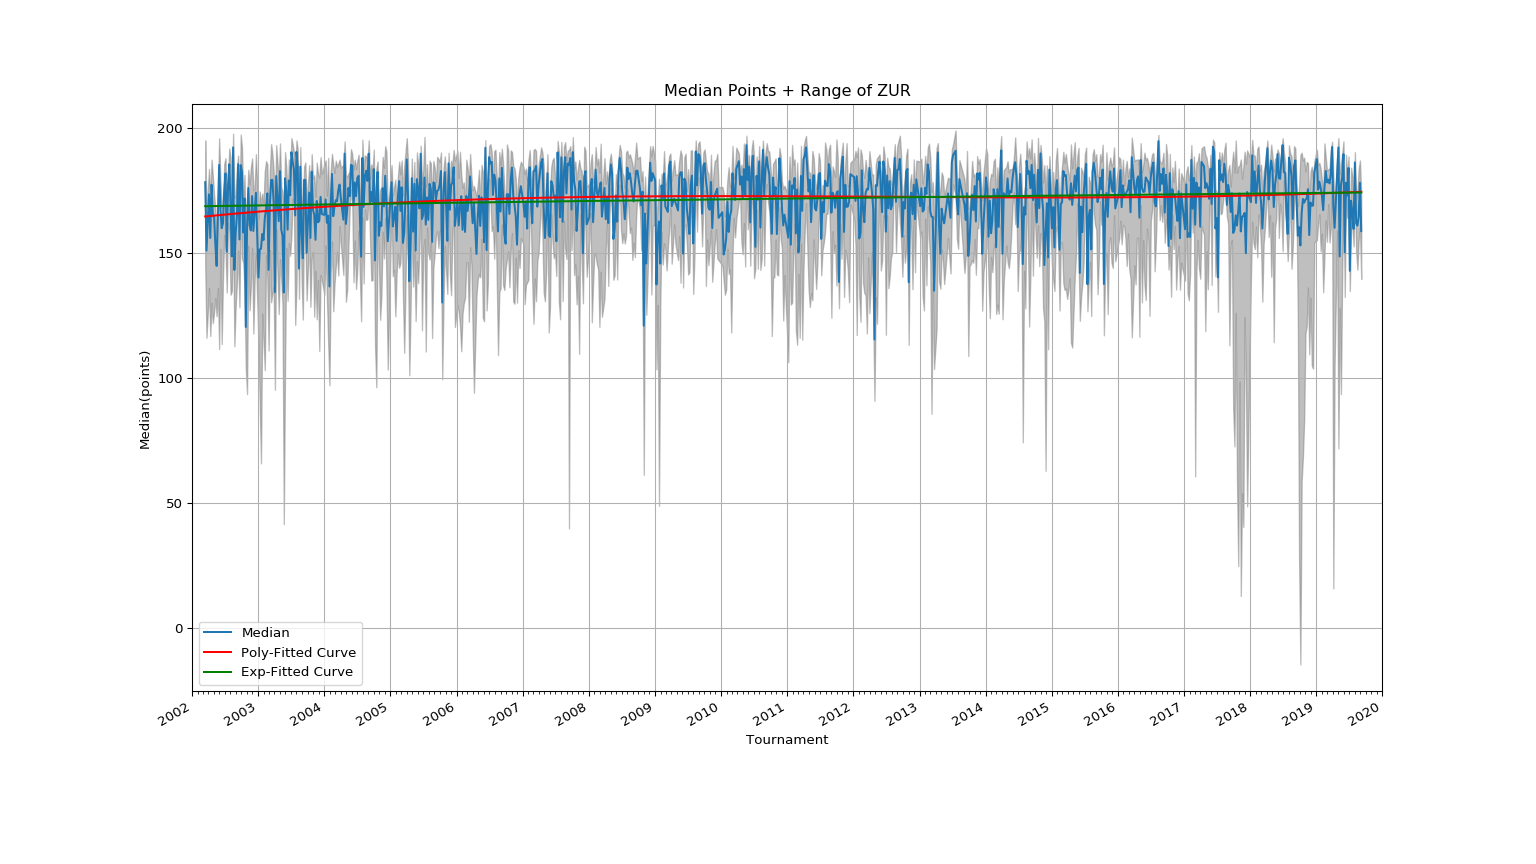 Median Points + Range of ZUR
200
150
100
50
0
Median(points)
Median
Poly-Fitted Curve
Exp-Fitted Curve
2002 2003 2004 2005 2006 2007 2008 2009 2010 2011 2012 2013 2014 2015 2016 2017 2018 2019 2020
Tournament